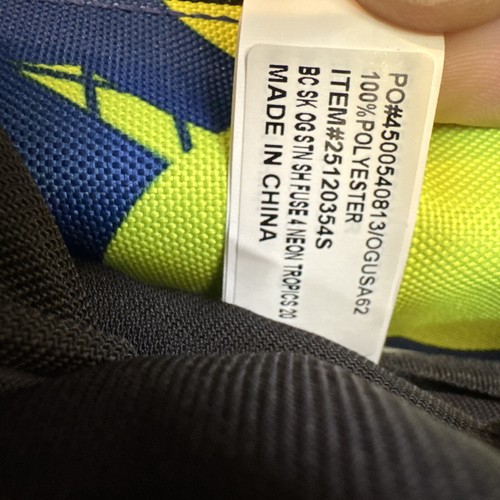 PO#4500540813/OGUSA62
100%POLYESTER
ITEM#25120354S
BC SK OG STN SH FUSE 4 NEON TROPICS 20
MADE IN CHINA